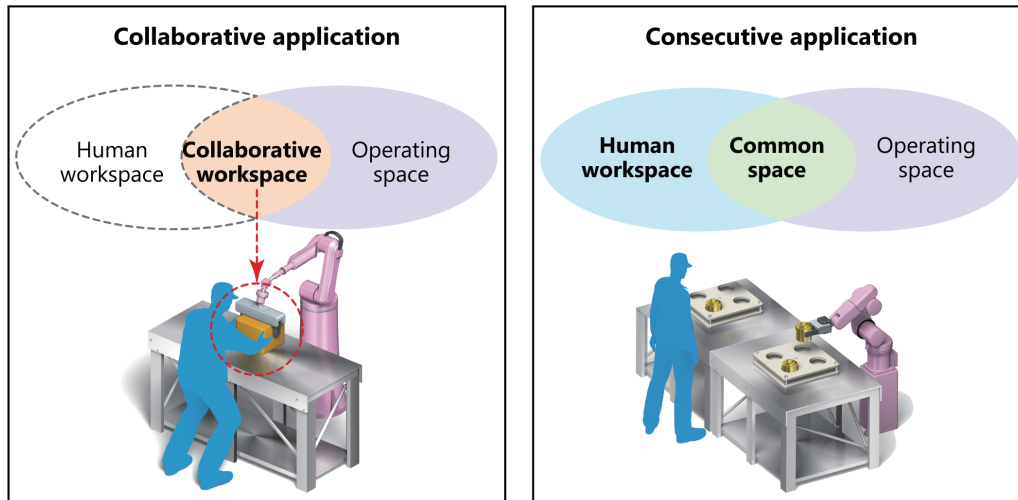 Collaborative application
Human
workspace
Collaborative
workspace
Operating
space
Consecutive application
Human
workspace
Common
space
Operating
space